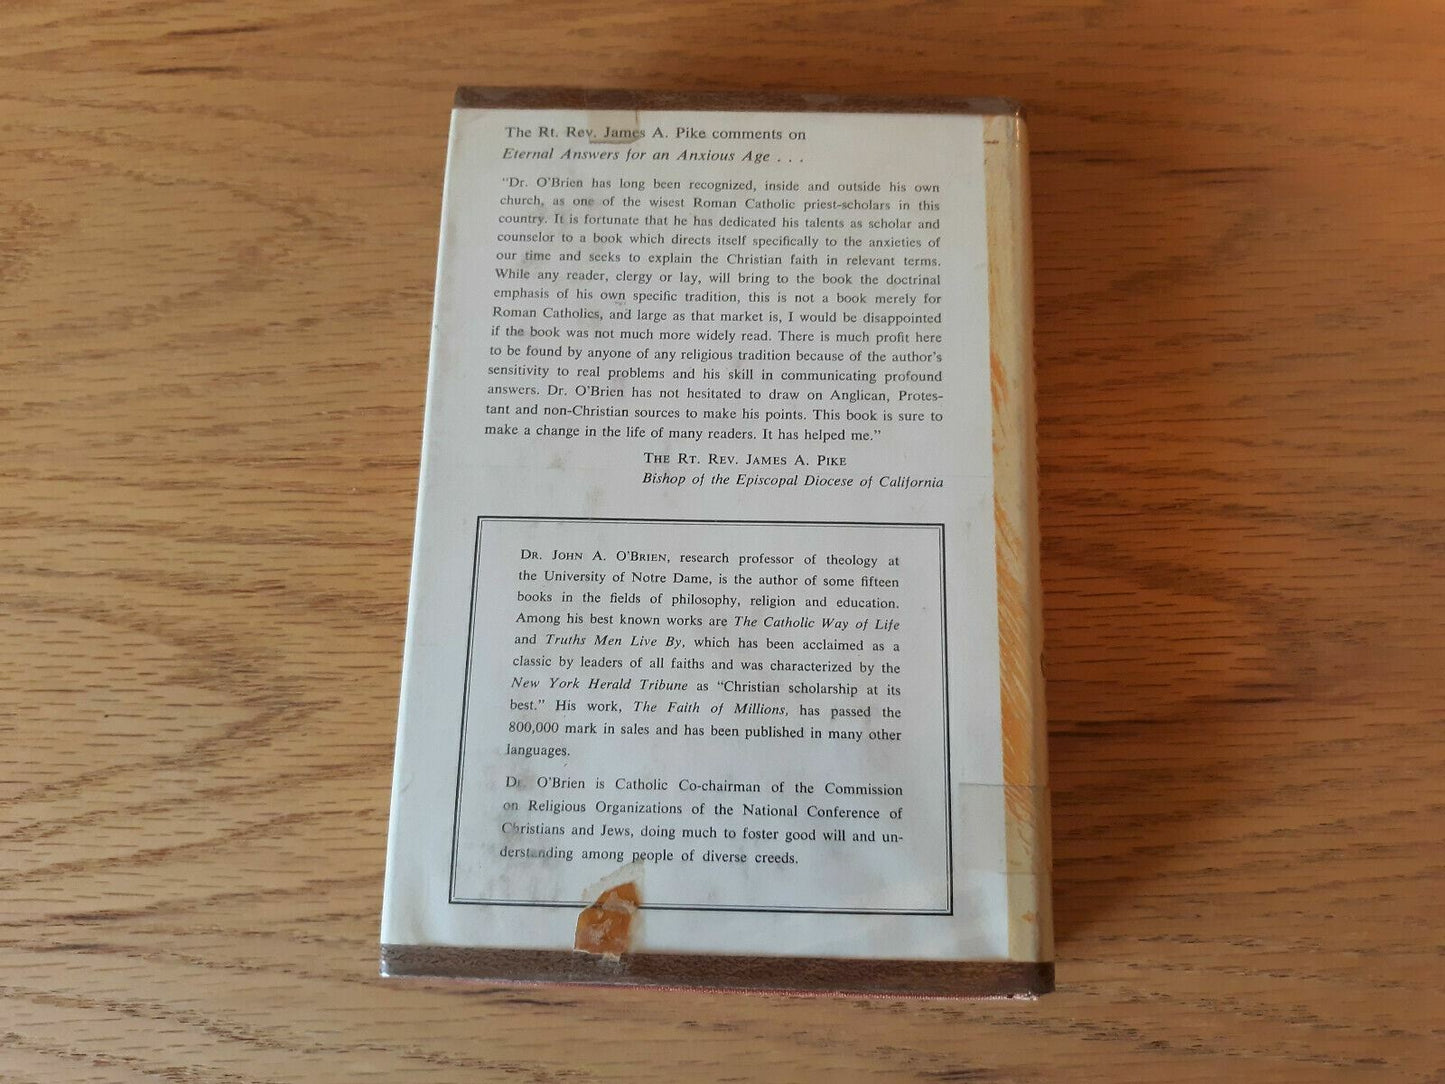 The Rt. Rev. James A. Pike comments on
Eternal Answers for an Anxious Age . . .
"Dr. O'Brien has long been recognized, inside and outside his own
church, as one of the wisest Roman Catholic priest-scholars in this
country. It is fortunate that he has dedicated his talents as scholar and
counselor to a book which directs itself specifically to the anxieties of
our time and seeks to explain the Christian faith in relevant terms.
While any reader, clergy or lay, will bring to the book the doctrinal
emphasis of his own specific tradition, this is not a book merely for
Roman Catholics, and large as that market is, I would be disappointed
if the book was not much more widely read. There is much profit here
to be found by anyone of any religious tradition because of the author's
sensitivity to real problems and his skill in communicating profound
answers. Dr. O'Brien has not hesitated to draw on Anglican, Protes-
tant and non-Christian sources to make his points. This book is sure to
make a change in the life of many readers. It has helped me."
THE RT. REV. JAMES A. PIKE
Bishop of the Episcopal Diocese of California
DR. JOHN A. O'BRIEN, research professor of theology at
the University of Notre Dame, is the author of some fifteen
books in the fields of philosophy, religion and education.
Among his best known works are The Catholic Way of Life
and Truths Men Live By, which has been acclaimed as a
classic by leaders of all faiths and was characterized by the
New York Herald Tribune as "Christian scholarship at its
best." His work, The Faith of Millions, has passed the
800,000 mark in sales and has been published in many other
languages.
Dr. O'Brien is Catholic Co-chairman of the Commission
on Religious Organizations of the National Conference of
Christians and Jews, doing much to foster good will and un-
derstanding among people of diverse creeds.